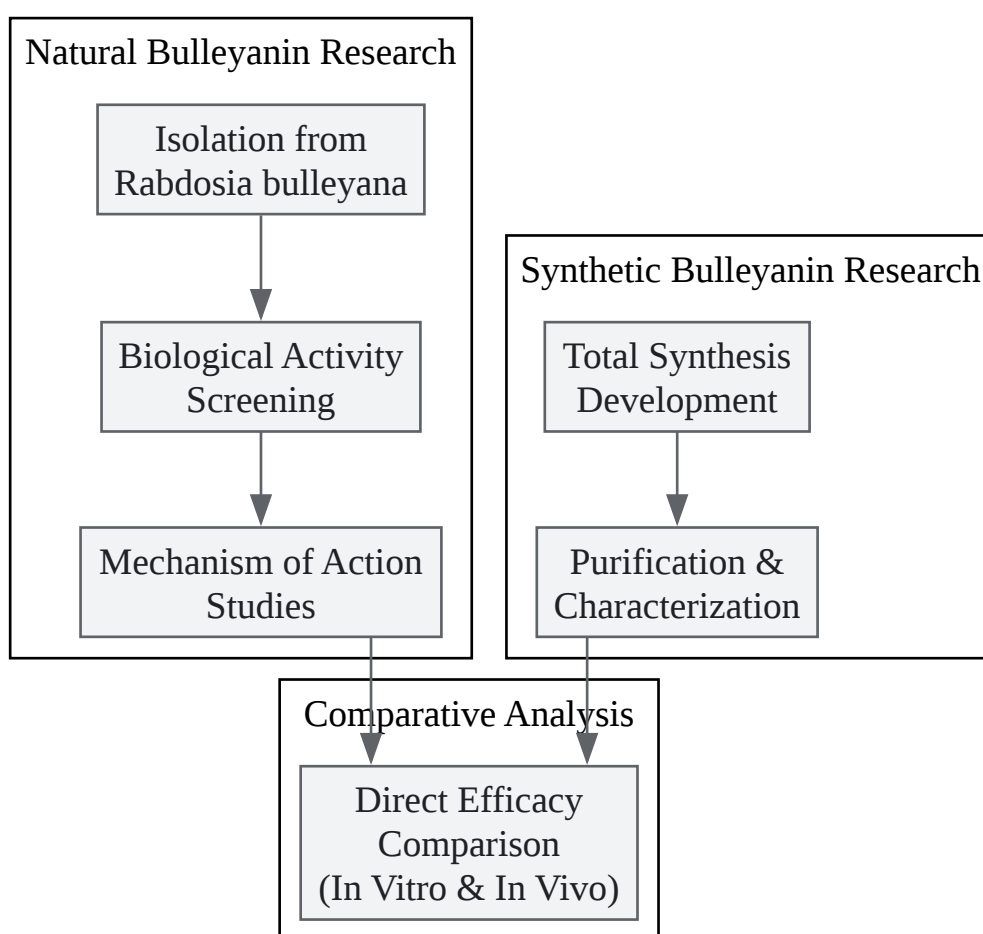 Natural Bulleyanin Research
Isolation from
Rabdosia bulleyana
Biological Activity
Screening
Mechanism of Action
Studies
Synthetic Bulleyanin Research
Total Synthesis
Development
Purification &
Characterization
Comparative Analysis
Direct Efficacy
Comparison
(In Vitro & In Vivo)